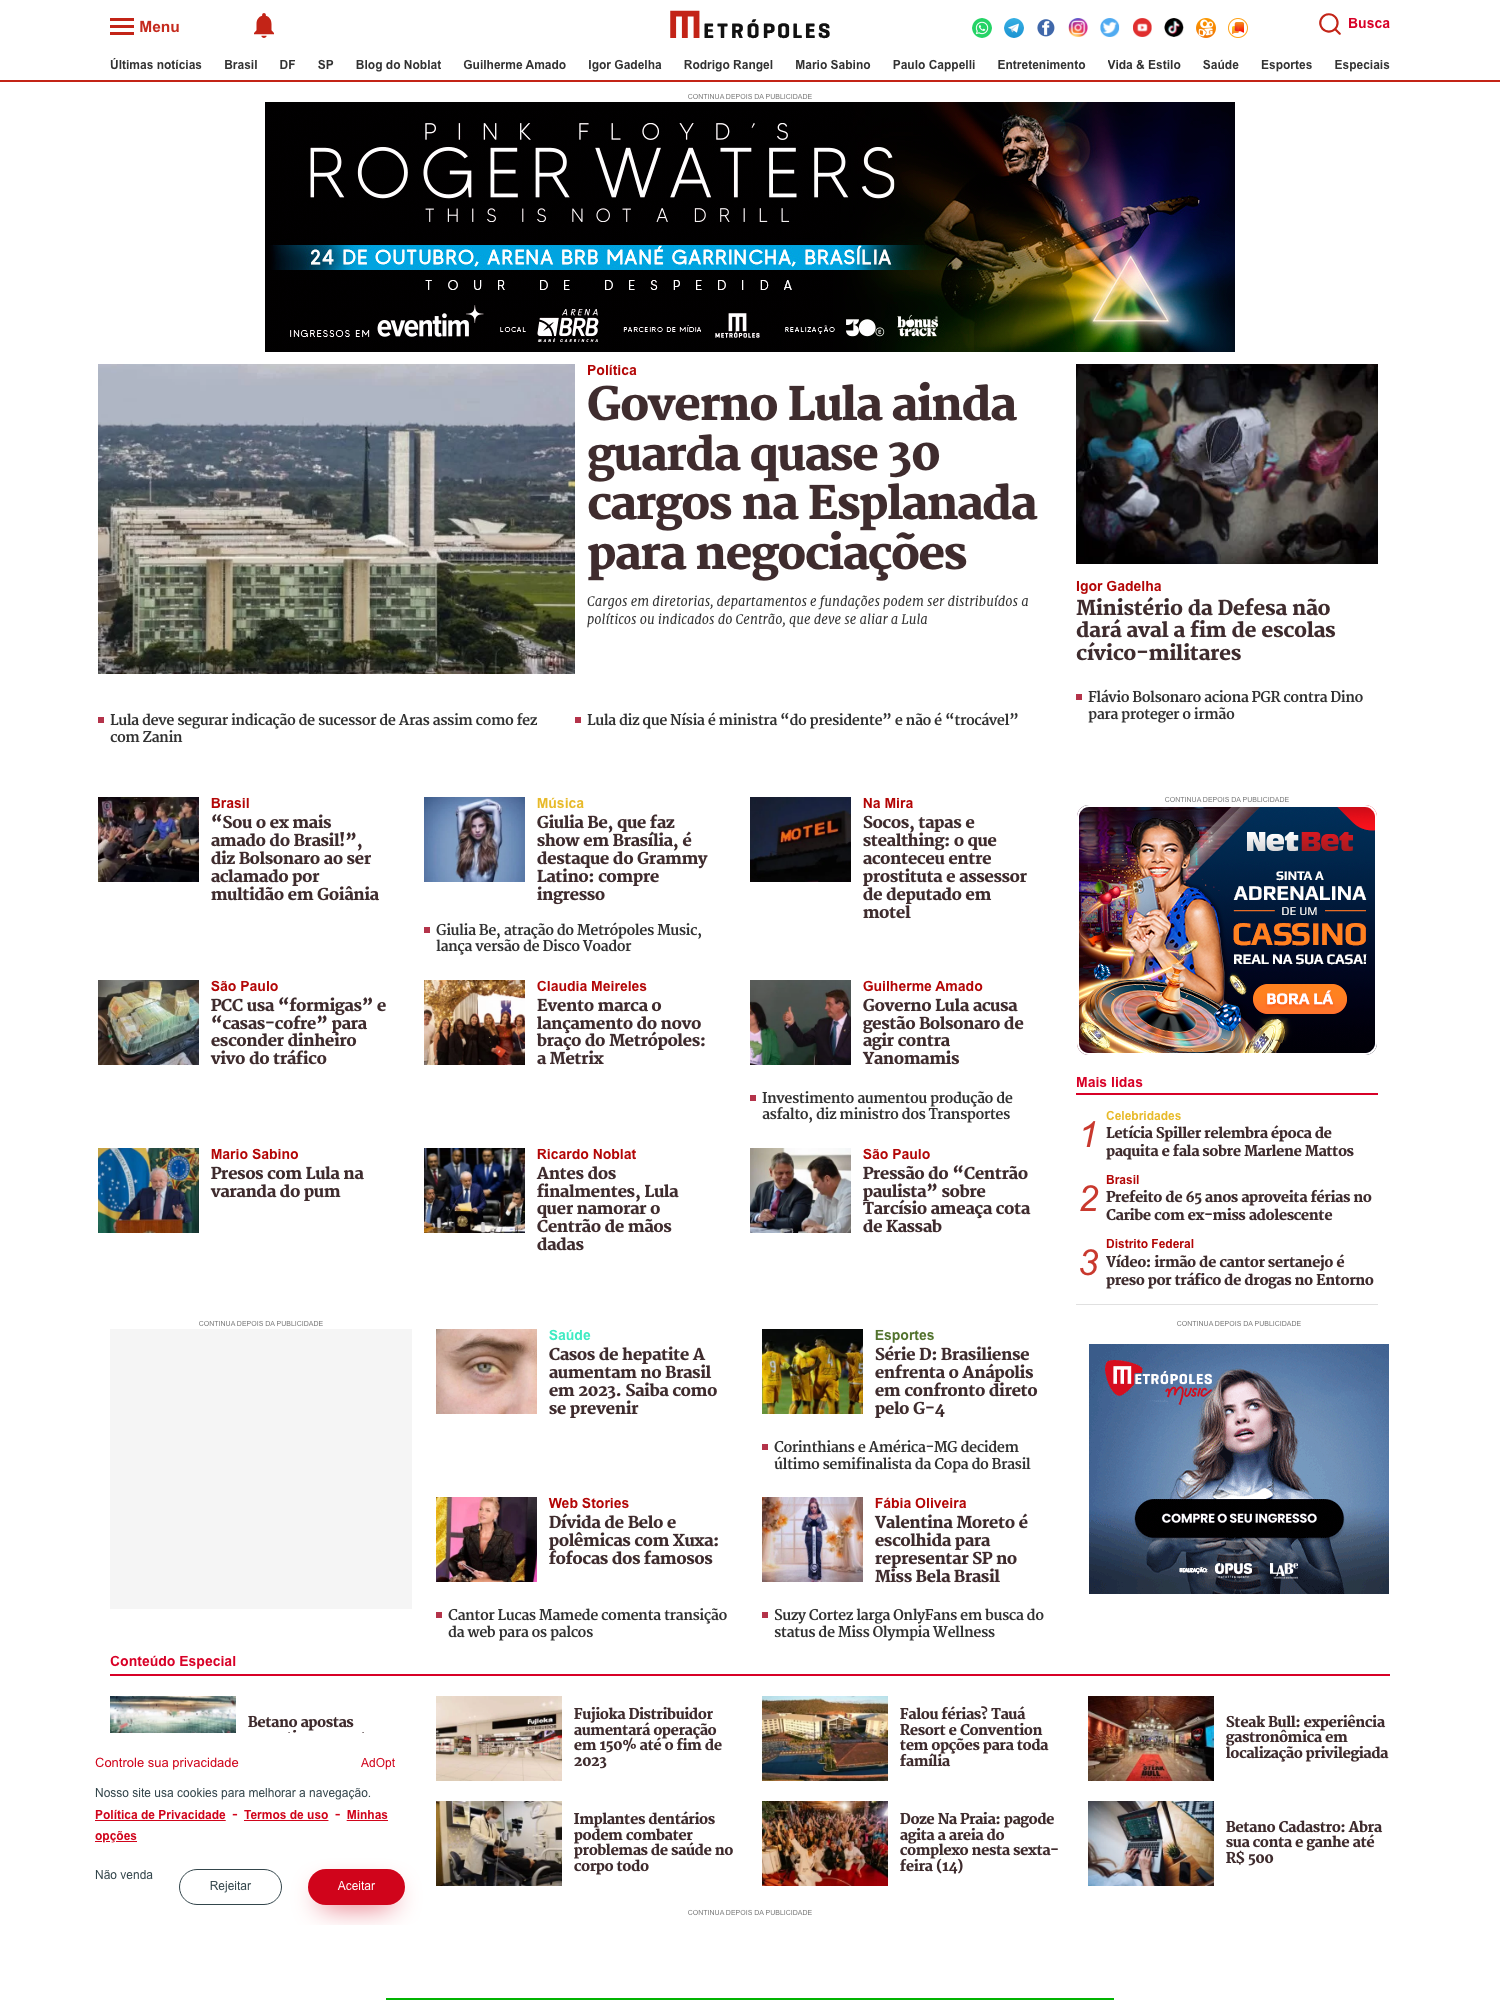 Menu
METRÓPOLES
Busca
Últimas notícias Brasil DF SP Blog do Noblat Guilherme Amado Igor Gadelha Rodrigo Rangel Mario Sabino Paulo Cappelli Entretenimento Vida & Estilo Saúde Esportes Especiais
CONTINUA DEPOIS DA PUBLICIDADE
PINK FLOYD'S
ROGER WATERS
THIS IS NOT A DRILL
24 DE OUTUBRO, ARENA BRB MANÉ GARRINCHA, BRASÍLIA
TOUR DE DESPEDIDA
INGRESSOS EM eventim LOCAL ARENA BRB MANÉ GARRINCHA PARCEIRO DE MÍDIA METRÓPOLES REALIZAÇÃO 30e bónus track
Política
Governo Lula ainda
guarda quase 30
cargos na Esplanada
para negociações
Cargos em diretorias, departamentos e fundações podem ser distribuídos a
políticos ou indicados do Centrão, que deve se aliar a Lula
Igor Gadelha
Ministério da Defesa não
dará aval a fim de escolas
cívico-militares
Flávio Bolsonaro aciona PGR contra Dino
para proteger o irmão
Lula deve segurar indicação de sucessor de Aras assim como fez
com Zanin
Lula diz que Nísia é ministra “do presidente” e não é “trocável”
Brasil
“Sou o ex mais
amado do Brasil!”,
diz Bolsonaro ao ser
aclamado por
multidão em Goiânia
Música
Giulia Be, que faz
show em Brasília, é
destaque do Grammy
Latino: compre
ingresso
Giulia Be, atração do Metrópoles Music,
lança versão de Disco Voador
MOTEL
Na Mira
Socos, tapas e
stealthing: o que
aconteceu entre
prostituta e assessor
de deputado em
motel
CONTINUA DEPOIS DA PUBLICIDADE
NetBet
SINTA A
ADRENALINA
DE UM
CASSINO
REAL NA SUA CASA!
BORA LÁ
São Paulo
PCC usa “formigas” e
“casas-cofre” para
esconder dinheiro
vivo do tráfico
Claudia Meireles
Evento marca o
lançamento do novo
braço do Metrópoles:
a Metrix
Guilherme Amado
Governo Lula acusa
gestão Bolsonaro de
agir contra
Yanomamis
Investimento aumentou produção de
asfalto, diz ministro dos Transportes
Mario Sabino
Presos com Lula na
varanda do pum
Ricardo Noblat
Antes dos
finalmentes, Lula
quer namorar o
Centrão de mãos
dadas
São Paulo
Pressão do “Centrão
paulista” sobre
Tarcísio ameaça cota
de Kassab
Mais lidas
1
Celebridades
Letícia Spiller relembra época de
paquita e fala sobre Marlene Mattos
2
Brasil
Prefeito de 65 anos aproveita férias no
Caribe com ex-miss adolescente
3
Distrito Federal
Vídeo: irmão de cantor sertanejo é
preso por tráfico de drogas no Entorno
CONTINUA DEPOIS DA PUBLICIDADE
Saúde
Casos de hepatite A
aumentam no Brasil
em 2023. Saiba como
se prevenir
Esportes
Série D: Brasiliense
enfrenta o Anápolis
em confronto direto
pelo G-4
Corinthians e América-MG decidem
último semifinalista da Copa do Brasil
Web Stories
Dívida de Belo e
polêmicas com Xuxa:
fofocas dos famosos
Cantor Lucas Mamede comenta transição
da web para os palcos
Fábia Oliveira
Valentina Moreto é
escolhida para
representar SP no
Miss Bela Brasil
Suzy Cortez larga OnlyFans em busca do
status de Miss Olympia Wellness
CONTINUA DEPOIS DA PUBLICIDADE
METRÓPOLES
music
COMPRE O SEU INGRESSO
REALIZAÇÃO: OPUS LABe
Conteúdo Especial
Betano apostas
Fujioka
Fujioka Distribuidor
aumentará operação
em 150% até o fim de
2023
Falou férias? Tauá
Resort e Convention
tem opções para toda
família
STEAK BULL
Steak Bull: experiência
gastronômica em
localização privilegiada
Implantes dentários
podem combater
problemas de saúde no
corpo todo
Doze Na Praia: pagode
agita a areia do
complexo nesta sexta-
feira (14)
Betano Cadastro: Abra
sua conta e ganhe até
R$ 500
Controle sua privacidade
AdOpt
Nosso site usa cookies para melhorar a navegação.
Política de Privacidade - Termos de uso - Minhas
opções
Não venda
Rejeitar
Aceitar
CONTINUA DEPOIS DA PUBLICIDADE